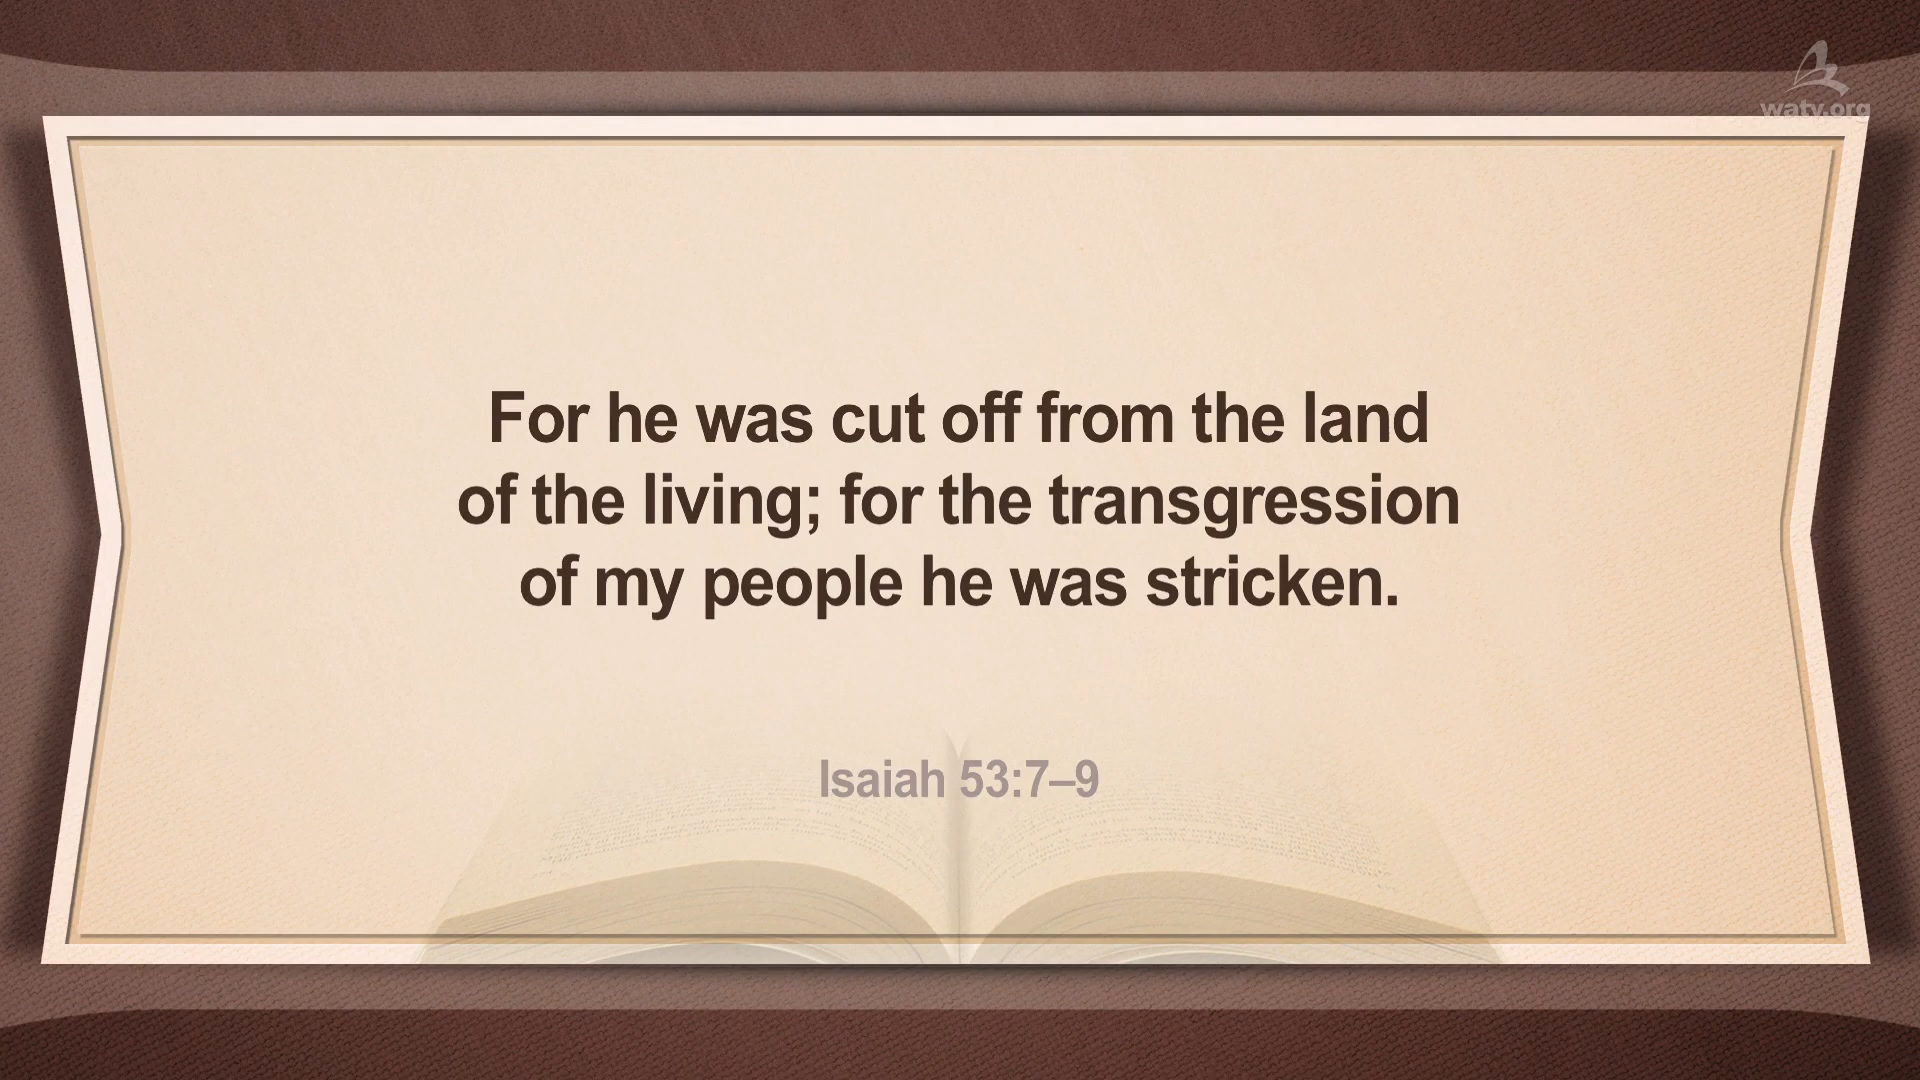 watv.org
For he was cut off from the land
of the living; for the transgression
of my people he was stricken.
Isaiah 53:7–9